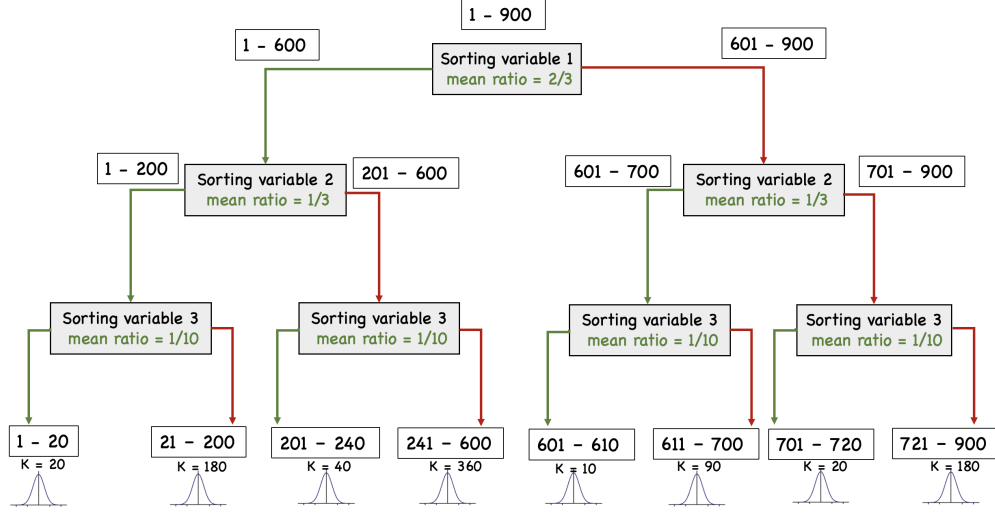 1 - 900
1 - 600
601 - 900
Sorting variable 1
mean ratio = 2/3
1 - 200
201 - 600
601 - 700
701 - 900
Sorting variable 2
mean ratio = 1/3
Sorting variable 2
mean ratio = 1/3
Sorting variable 3
mean ratio = 1/10
Sorting variable 3
mean ratio = 1/10
Sorting variable 3
mean ratio = 1/10
Sorting variable 3
mean ratio = 1/10
1 - 20
K = 20
21 - 200
K = 180
201 - 240
K = 40
241 - 600
K = 360
601 - 610
K = 10
611 - 700
K = 90
701 - 720
K = 20
721 - 900
K = 180